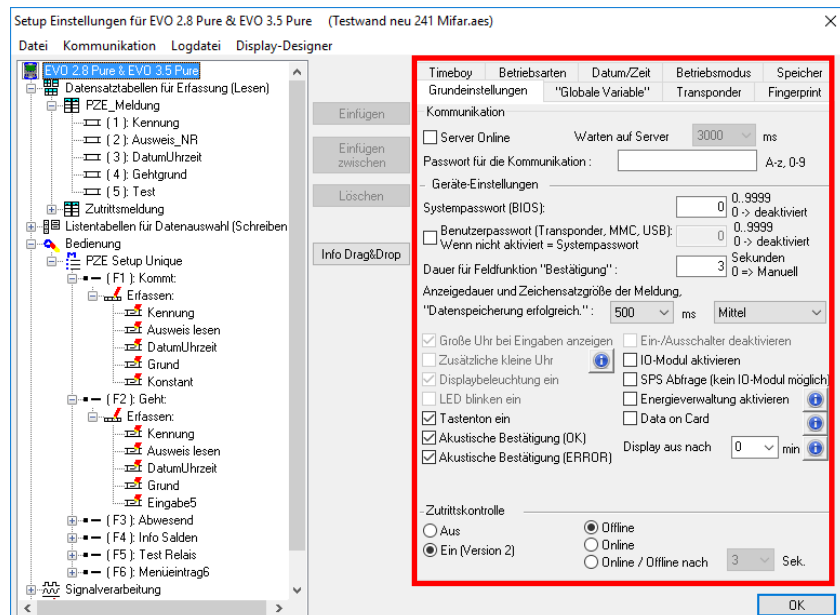 Setup Einstellungen für EVO 2.8 Pure & EVO 3.5 Pure (Testwand neu 241 Mifar.aes)
Datei Kommunikation Logdatei Display-Designer
EVO 2.8 Pure & EVO 3.5 Pure
Datensatztabellen für Erfassung (Lesen)
PZE_Meldung
( 1 ): Kennung
( 2 ): Ausweis_NR
( 3 ): DatumUhrzeit
( 4 ): Gehtgrund
( 5 ): Test
Zutrittsmeldung
Listentabellen für Datenauswahl (Schreiben
Bedienung
PZE Setup Unique
( F1 ): Kommt:
Erfassen:
Kennung
Ausweis lesen
DatumUhrzeit
Grund
Konstant
( F2 ): Geht:
Erfassen:
Kennung
Ausweis lesen
DatumUhrzeit
Grund
Eingabe5
( F3 ): Abwesend
( F4 ): Info Salden
( F5 ): Test Relais
( F6 ): Menüeintrag6
Signalverarbeitung
Einfügen
Einfügen
zwischen
Löschen
Info Drag&Drop
Timeboy Betriebsarten Datum/Zeit Betriebsmodus Speicher
Grundeinstellungen "Globale Variable" Transponder Fingerprint
Kommunikation
Server Online Warten auf Server 3000 ms
Passwort für die Kommunikation : A-z, 0-9
Geräte-Einstellungen
Systempasswort (BIOS): 0 0..9999
0 -> deaktiviert
Benutzerpasswort (Transponder, MMC, USB): 0 0..9999
Wenn nicht aktiviert = Systempasswort 0 -> deaktiviert
Dauer für Feldfunktion "Bestätigung" : 3 Sekunden
0 => Manuell
Anzeigedauer und Zeichensatzgröße der Meldung,
"Datenspeicherung erfolgreich." : 500 ms Mittel
Große Uhr bei Eingaben anzeigen Ein-/Ausschalter deaktivieren
Zusätzliche kleine Uhr IO-Modul aktivieren
Displaybeleuchtung ein SPS Abfrage (kein IO-Modul möglich)
LED blinken ein Energieverwaltung aktivieren
Tastenton ein Data on Card
Akustische Bestätigung (OK)
Akustische Bestätigung (ERROR) Display aus nach 0 min
Zutrittskontrolle
Aus Offline
Ein (Version 2) Online
Online / Offline nach 3 Sek.
OK